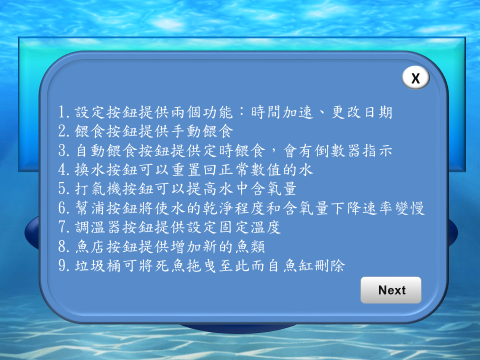 X
1.設定按鈕提供兩個功能：時間加速、更改日期
2.餵食按鈕提供手動餵食
3.自動餵食按鈕提供定時餵食，會有倒數器指示
4.換水按鈕可以重置回正常數值的水
5.打氣機按鈕可以提高水中含氧量
6.幫浦按鈕將使水的乾淨程度和含氧量下降速率變慢
7.調溫器按鈕提供設定固定溫度
8.魚店按鈕提供增加新的魚類
9.垃圾桶可將死魚拖曳至此而自魚缸刪除
Next